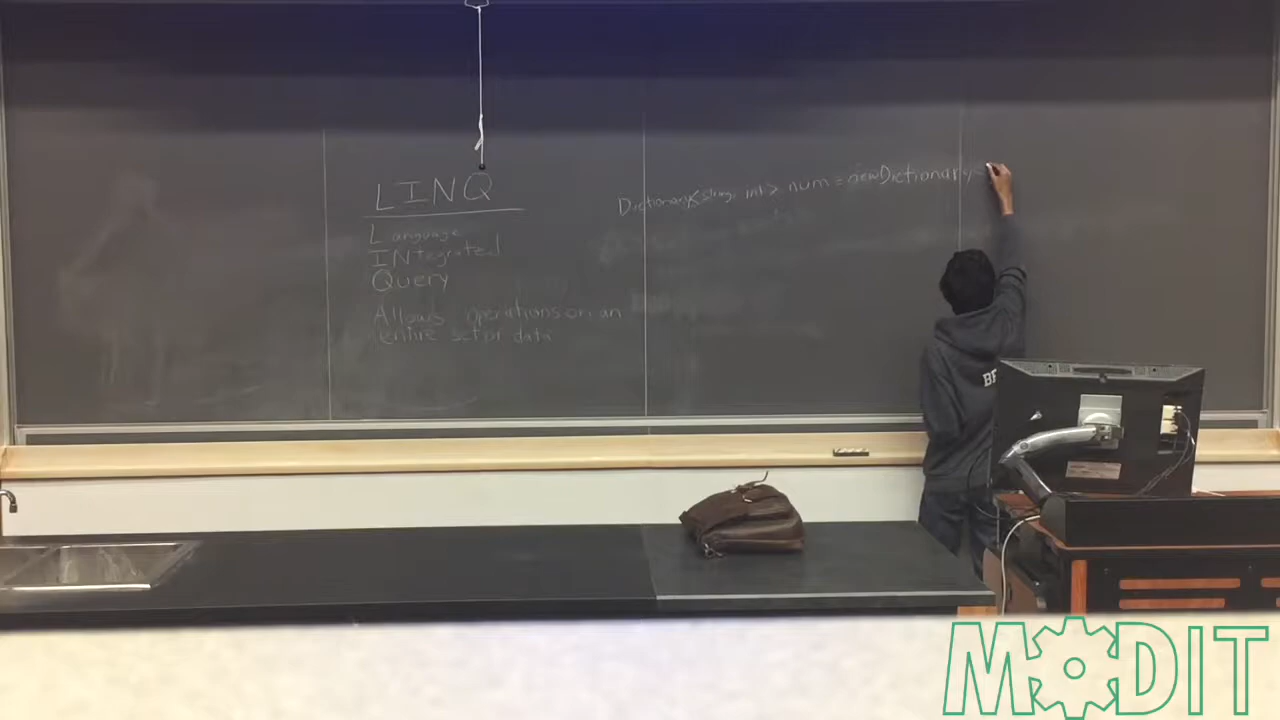 LINQ
Language
INtegrated
Query
Allows operations on an
entire set of data
Dictionary<string, int> num = new Dictionary<
BE
MODIT